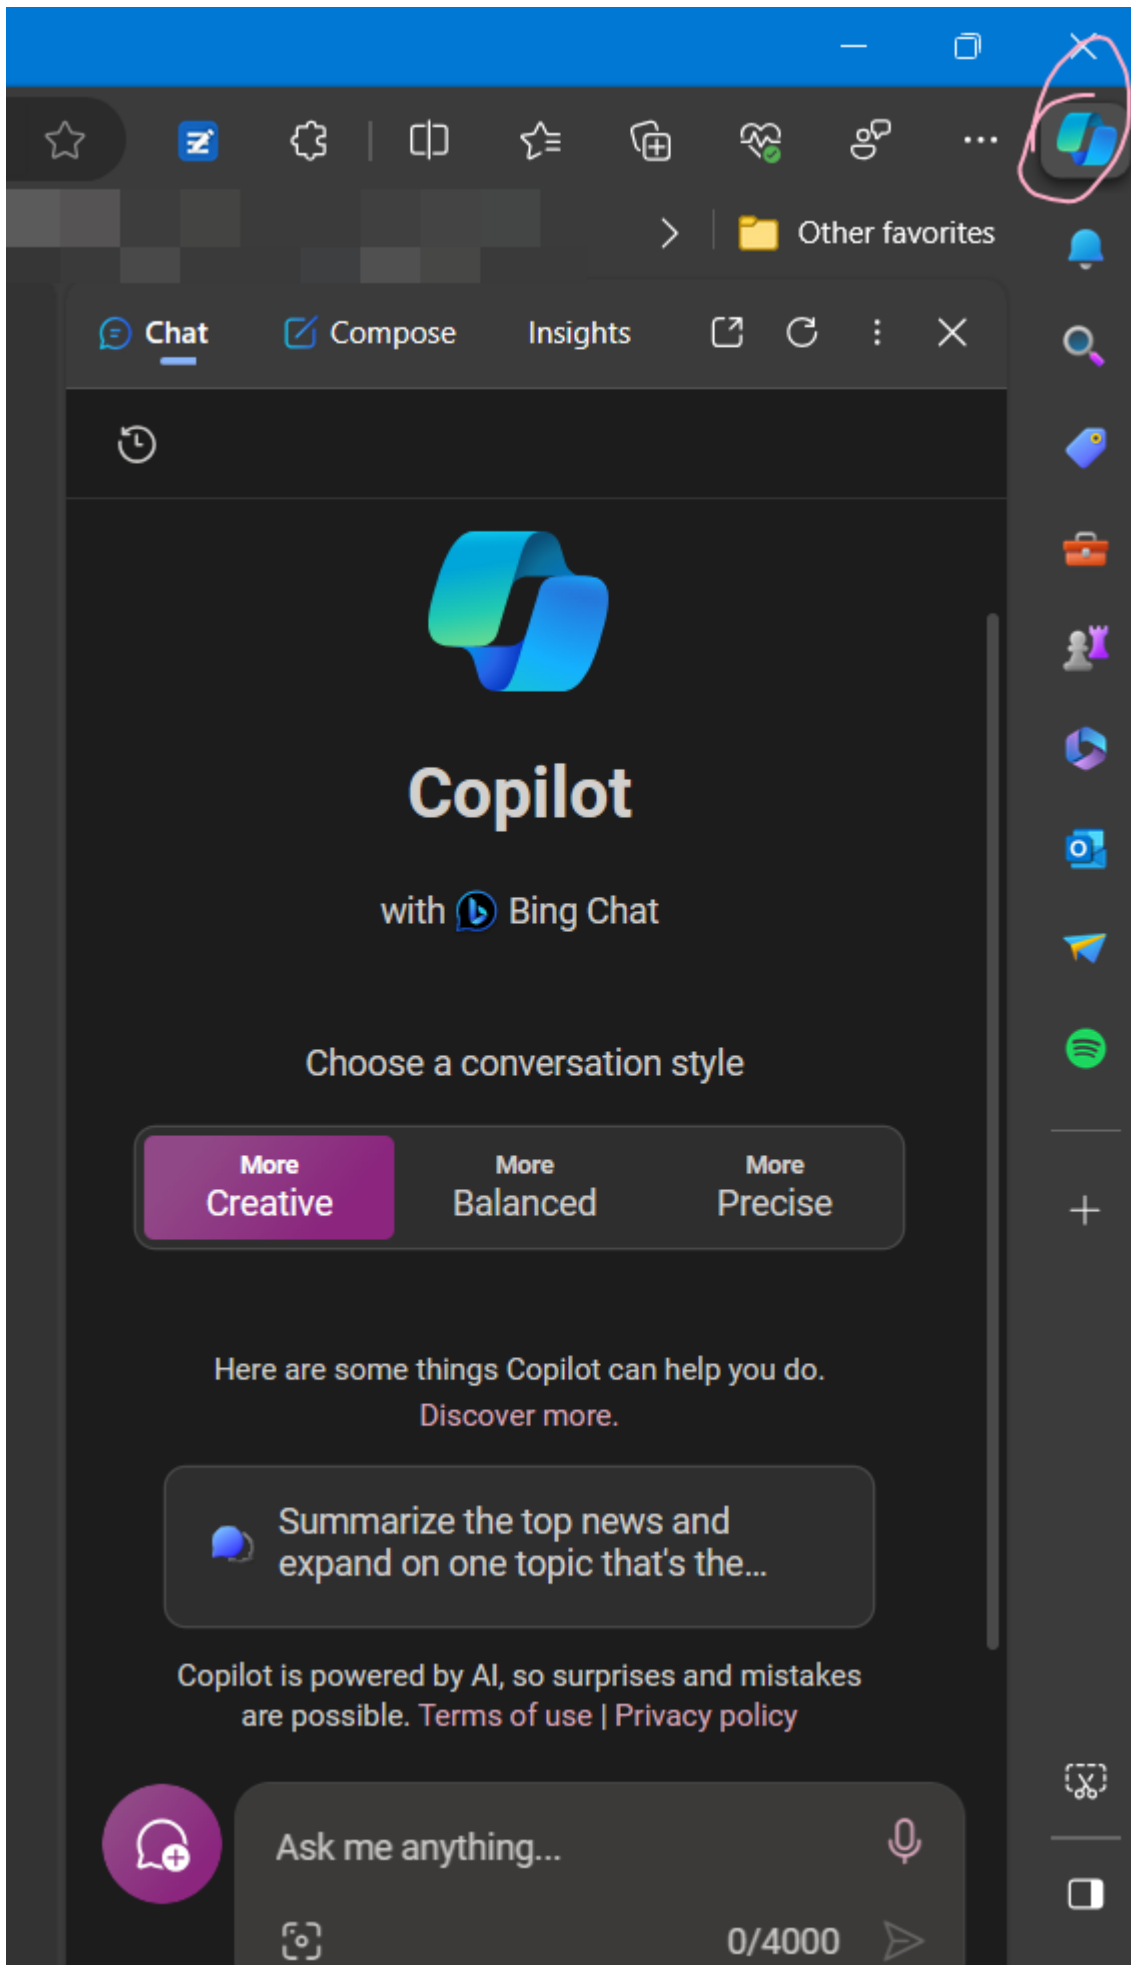 Other favorites
Chat Compose Insights
Copilot
with Bing Chat
Choose a conversation style
More More More
Creative Balanced Precise
Here are some things Copilot can help you do.
Discover more.
Summarize the top news and
expand on one topic that's the...
Copilot is powered by AI, so surprises and mistakes
are possible. Terms of use | Privacy policy
Ask me anything...
0/4000